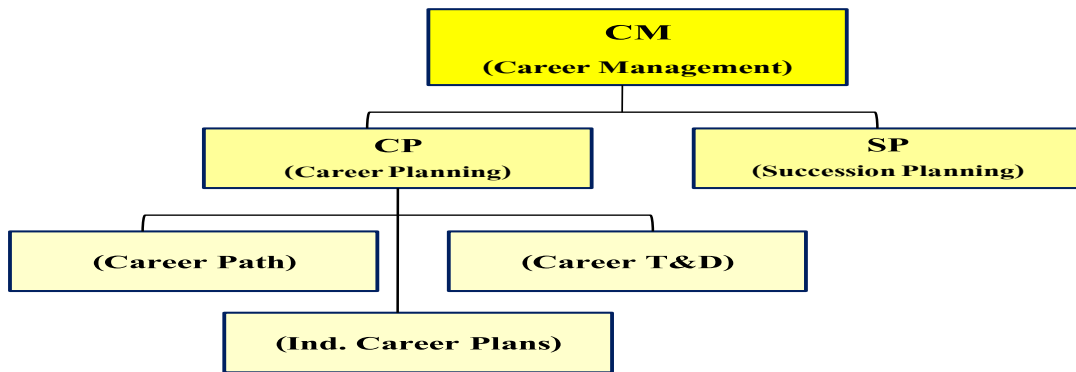 CM
(Career Management)
CP
(Career Planning)
SP
(Succession Planning)
(Career Path)
(Career T&D)
(Ind. Career Plans)